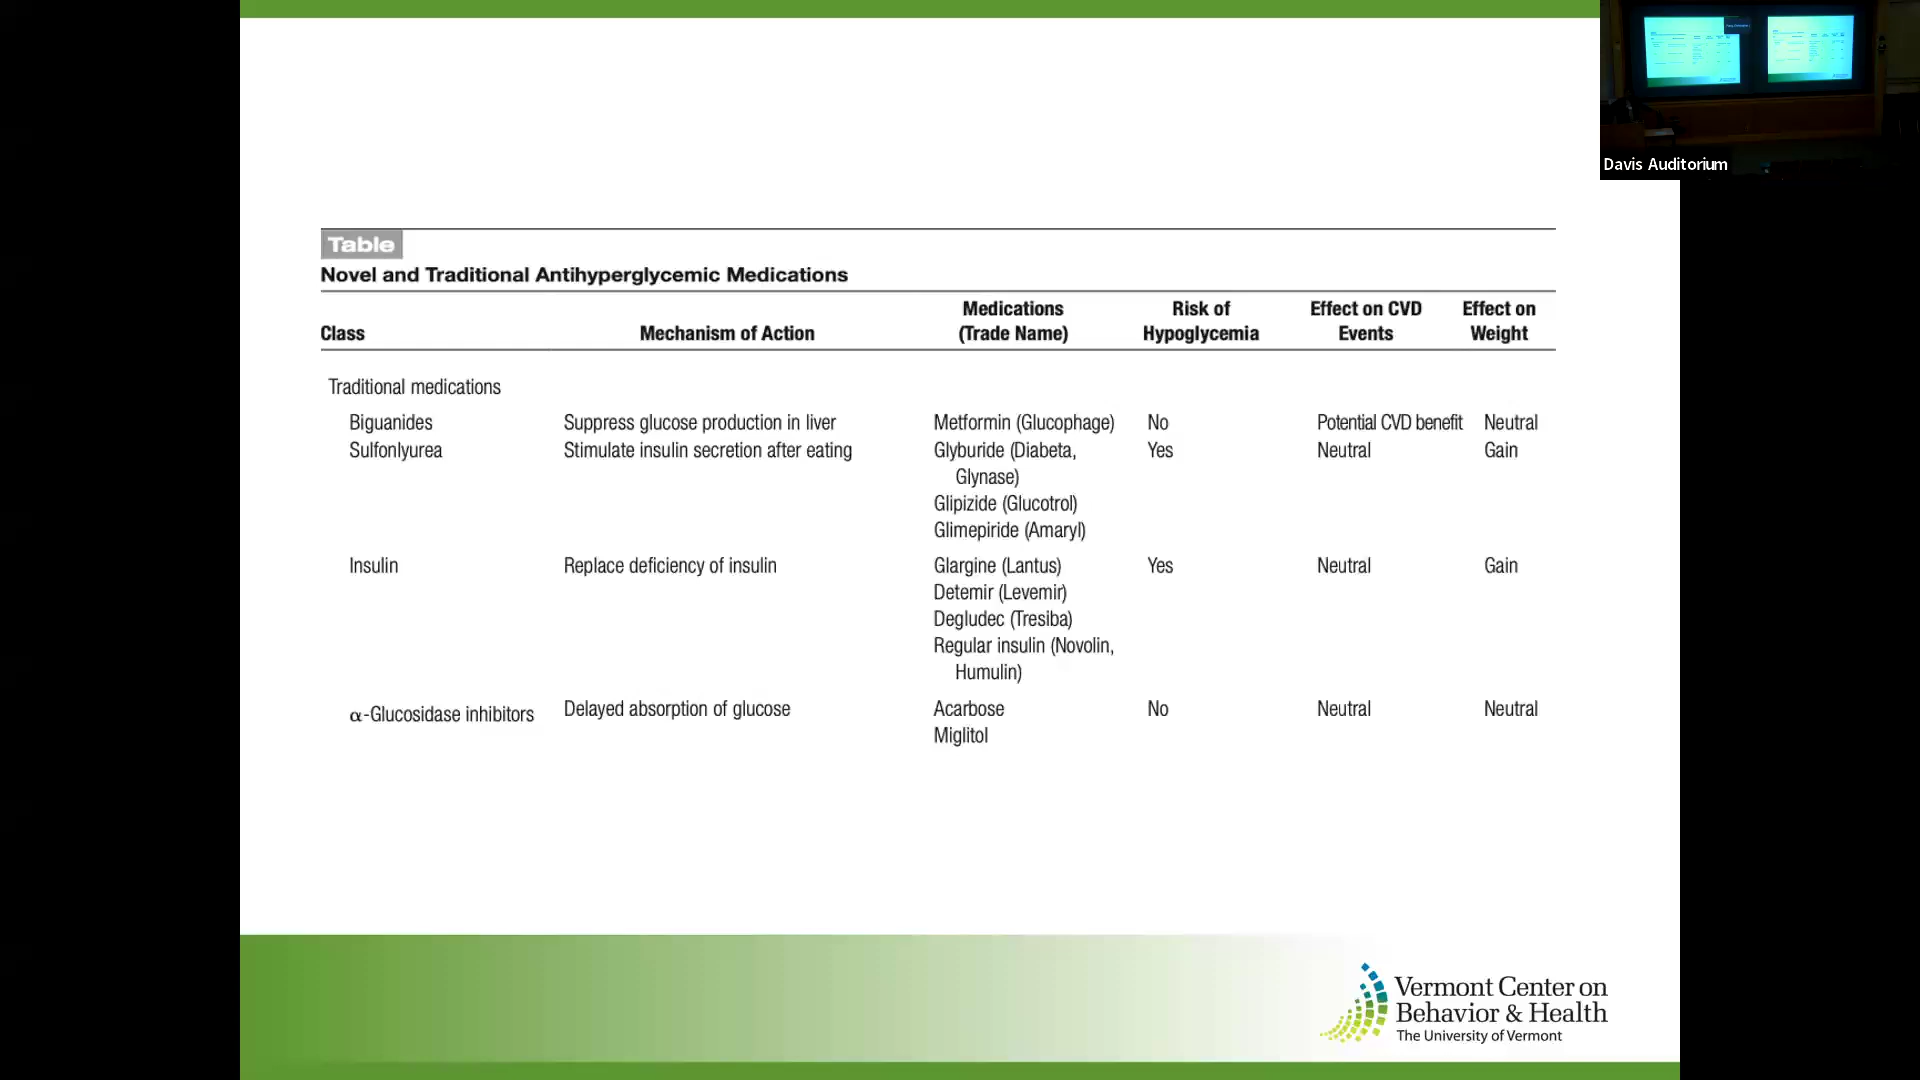 Davis Auditorium
Table
Novel and Traditional Antihyperglycemic Medications
Class Mechanism of Action Medications (Trade Name) Risk of Hypoglycemia Effect on CVD Events Effect on Weight
Traditional medications
Biguanides Suppress glucose production in liver Metformin (Glucophage) No Potential CVD benefit Neutral
Sulfonlyurea Stimulate insulin secretion after eating Glyburide (Diabeta, Yes Neutral Gain
Glynase)
Glipizide (Glucotrol)
Glimepiride (Amaryl)
Insulin Replace deficiency of insulin Glargine (Lantus) Yes Neutral Gain
Detemir (Levemir)
Degludec (Tresiba)
Regular insulin (Novolin,
Humulin)
α-Glucosidase inhibitors Delayed absorption of glucose Acarbose No Neutral Neutral
Miglitol
Vermont Center on
Behavior & Health
The University of Vermont